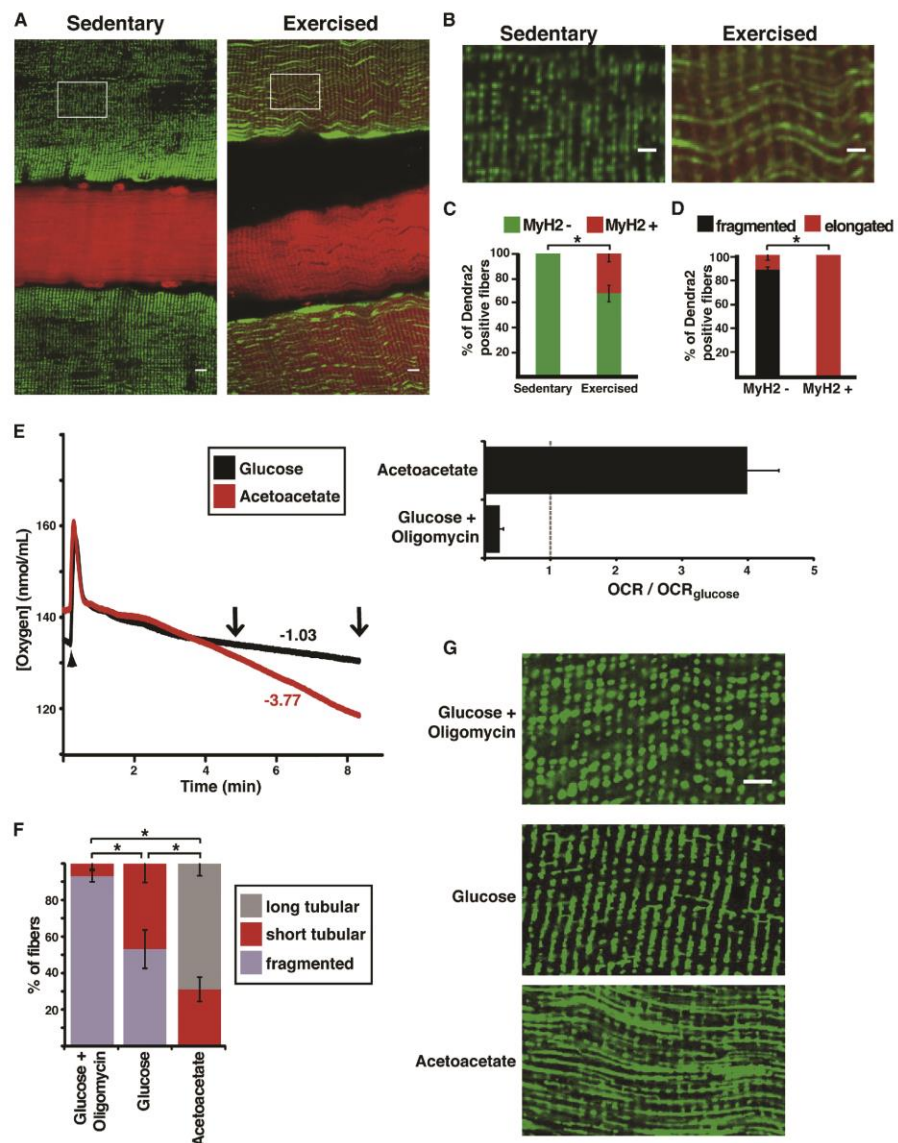 A
Sedentary
Exercised
B
Sedentary
Exercised
C
MyH2 -
MyH2 +
*
% of Dendra2
positive fibers
100
80
60
40
20
Sedentary
Exercised
D
fragmented
elongated
*
% of Dendra2
positive fibers
100
80
60
40
20
MyH2 -
MyH2 +
E
Glucose
Acetoacetate
[Oxygen] (nmol/mL)
160
140
120
-1.03
-3.77
2
4
6
8
Time (min)
Acetoacetate
Glucose +
Oligomycin
1
2
3
4
5
OCR / OCRglucose
F
*
*
*
% of fibers
100
80
60
40
20
Glucose +
Oligomycin
Glucose
Acetoacetate
long tubular
short tubular
fragmented
G
Glucose +
Oligomycin
Glucose
Acetoacetate